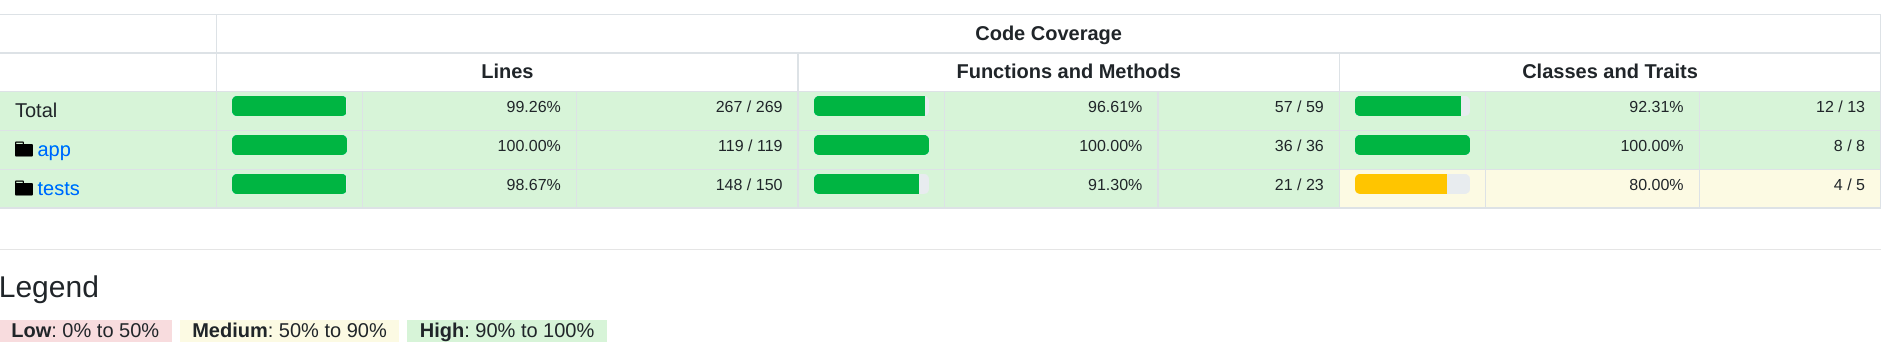 Code Coverage
Lines Functions and Methods Classes and Traits
Total 99.26% 267 / 269 96.61% 57 / 59 92.31% 12 / 13
app 100.00% 119 / 119 100.00% 36 / 36 100.00% 8 / 8
tests 98.67% 148 / 150 91.30% 21 / 23 80.00% 4 / 5
Legend
Low: 0% to 50% Medium: 50% to 90% High: 90% to 100%